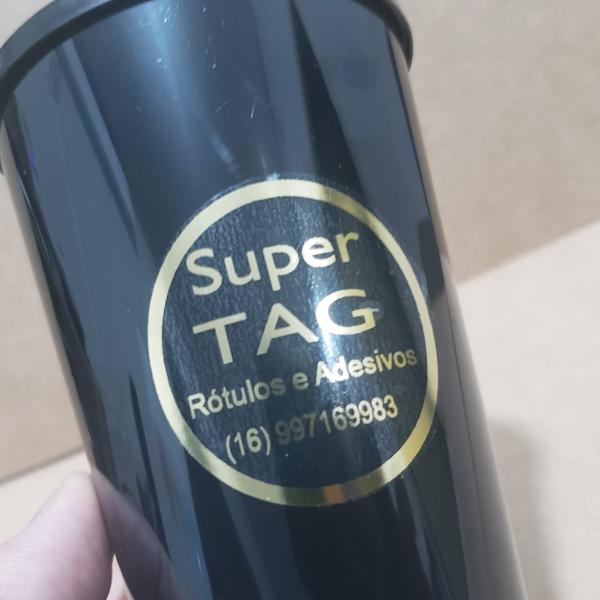 Super
TAG
Rótulos e Adesivos
(16) 997169983